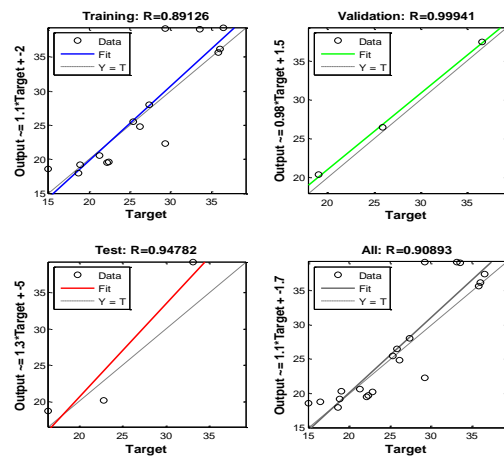 Training: R=0.89126
Output ~= 1.1*Target + -2
35
30
25
20
15
Data
Fit
Y = T
15 20 25 30 35
Target
Validation: R=0.99941
Output ~= 0.98*Target + 1.5
35
30
25
20
Data
Fit
Y = T
20 25 30 35
Target
Test: R=0.94782
Output ~= 1.3*Target + -5
35
30
25
20
Data
Fit
Y = T
20 25 30 35
Target
All: R=0.90893
Output ~= 1.1*Target + -1.7
35
30
25
20
15
Data
Fit
Y = T
15 20 25 30 35
Target